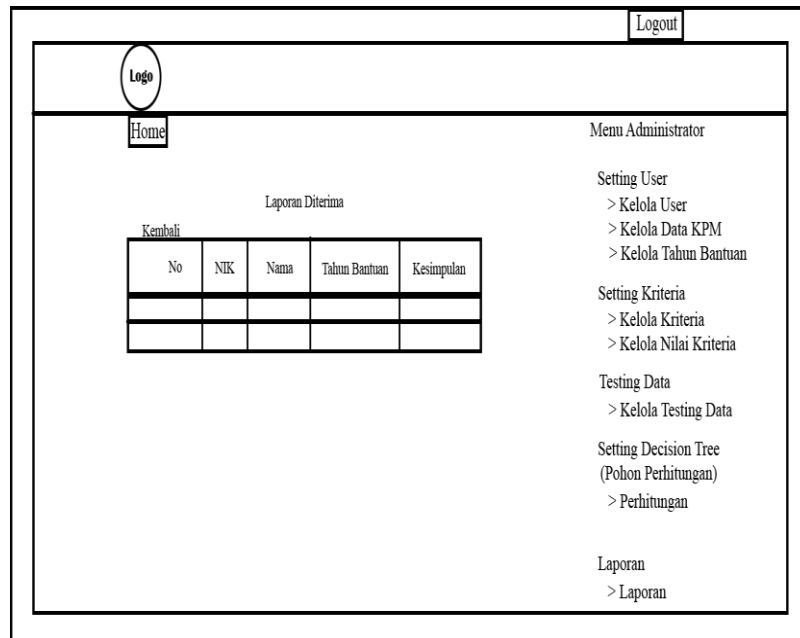 Logout
Logo
Home
Laporan Diterima
Kembali
No NIK Nama Tahun Bantuan Kesimpulan
Menu Administrator
Setting User
> Kelola User
> Kelola Data KPM
> Kelola Tahun Bantuan
Setting Kriteria
> Kelola Kriteria
> Kelola Nilai Kriteria
Testing Data
> Kelola Testing Data
Setting Decision Tree
(Pohon Perhitungan)
> Perhitungan
Laporan
> Laporan